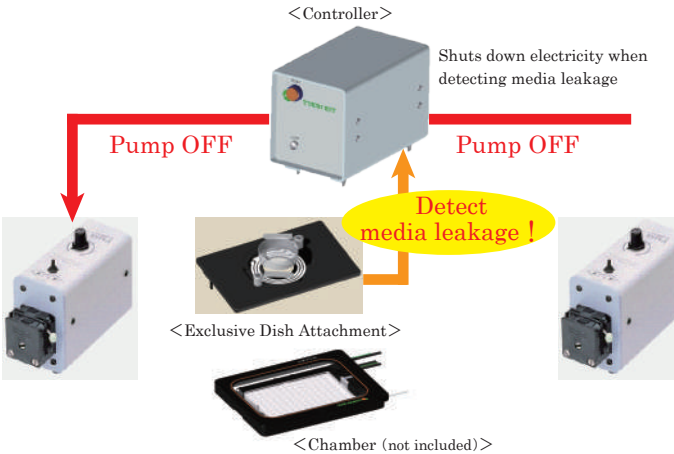 <Controller>
Shuts down electricity when
detecting media leakage
Pump OFF
Pump OFF
Detect
media leakage !
<Exclusive Dish Attachment>
<Chamber (not included)>